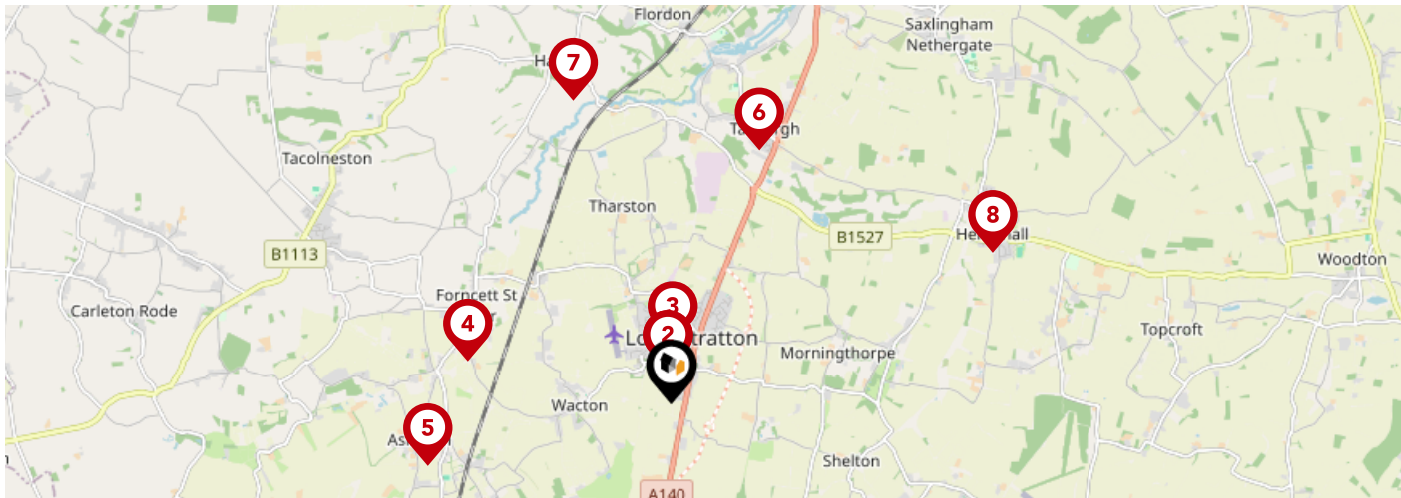 Flordon
Saxlingham
Nethergate
7
6
Tacolneston
Tharston
8
B1113
B1527
Woodton
Forncett St
Carleton Rode
3
4
2
Topcroft
Morningthorpe
Wacton
5
Shelton
A140